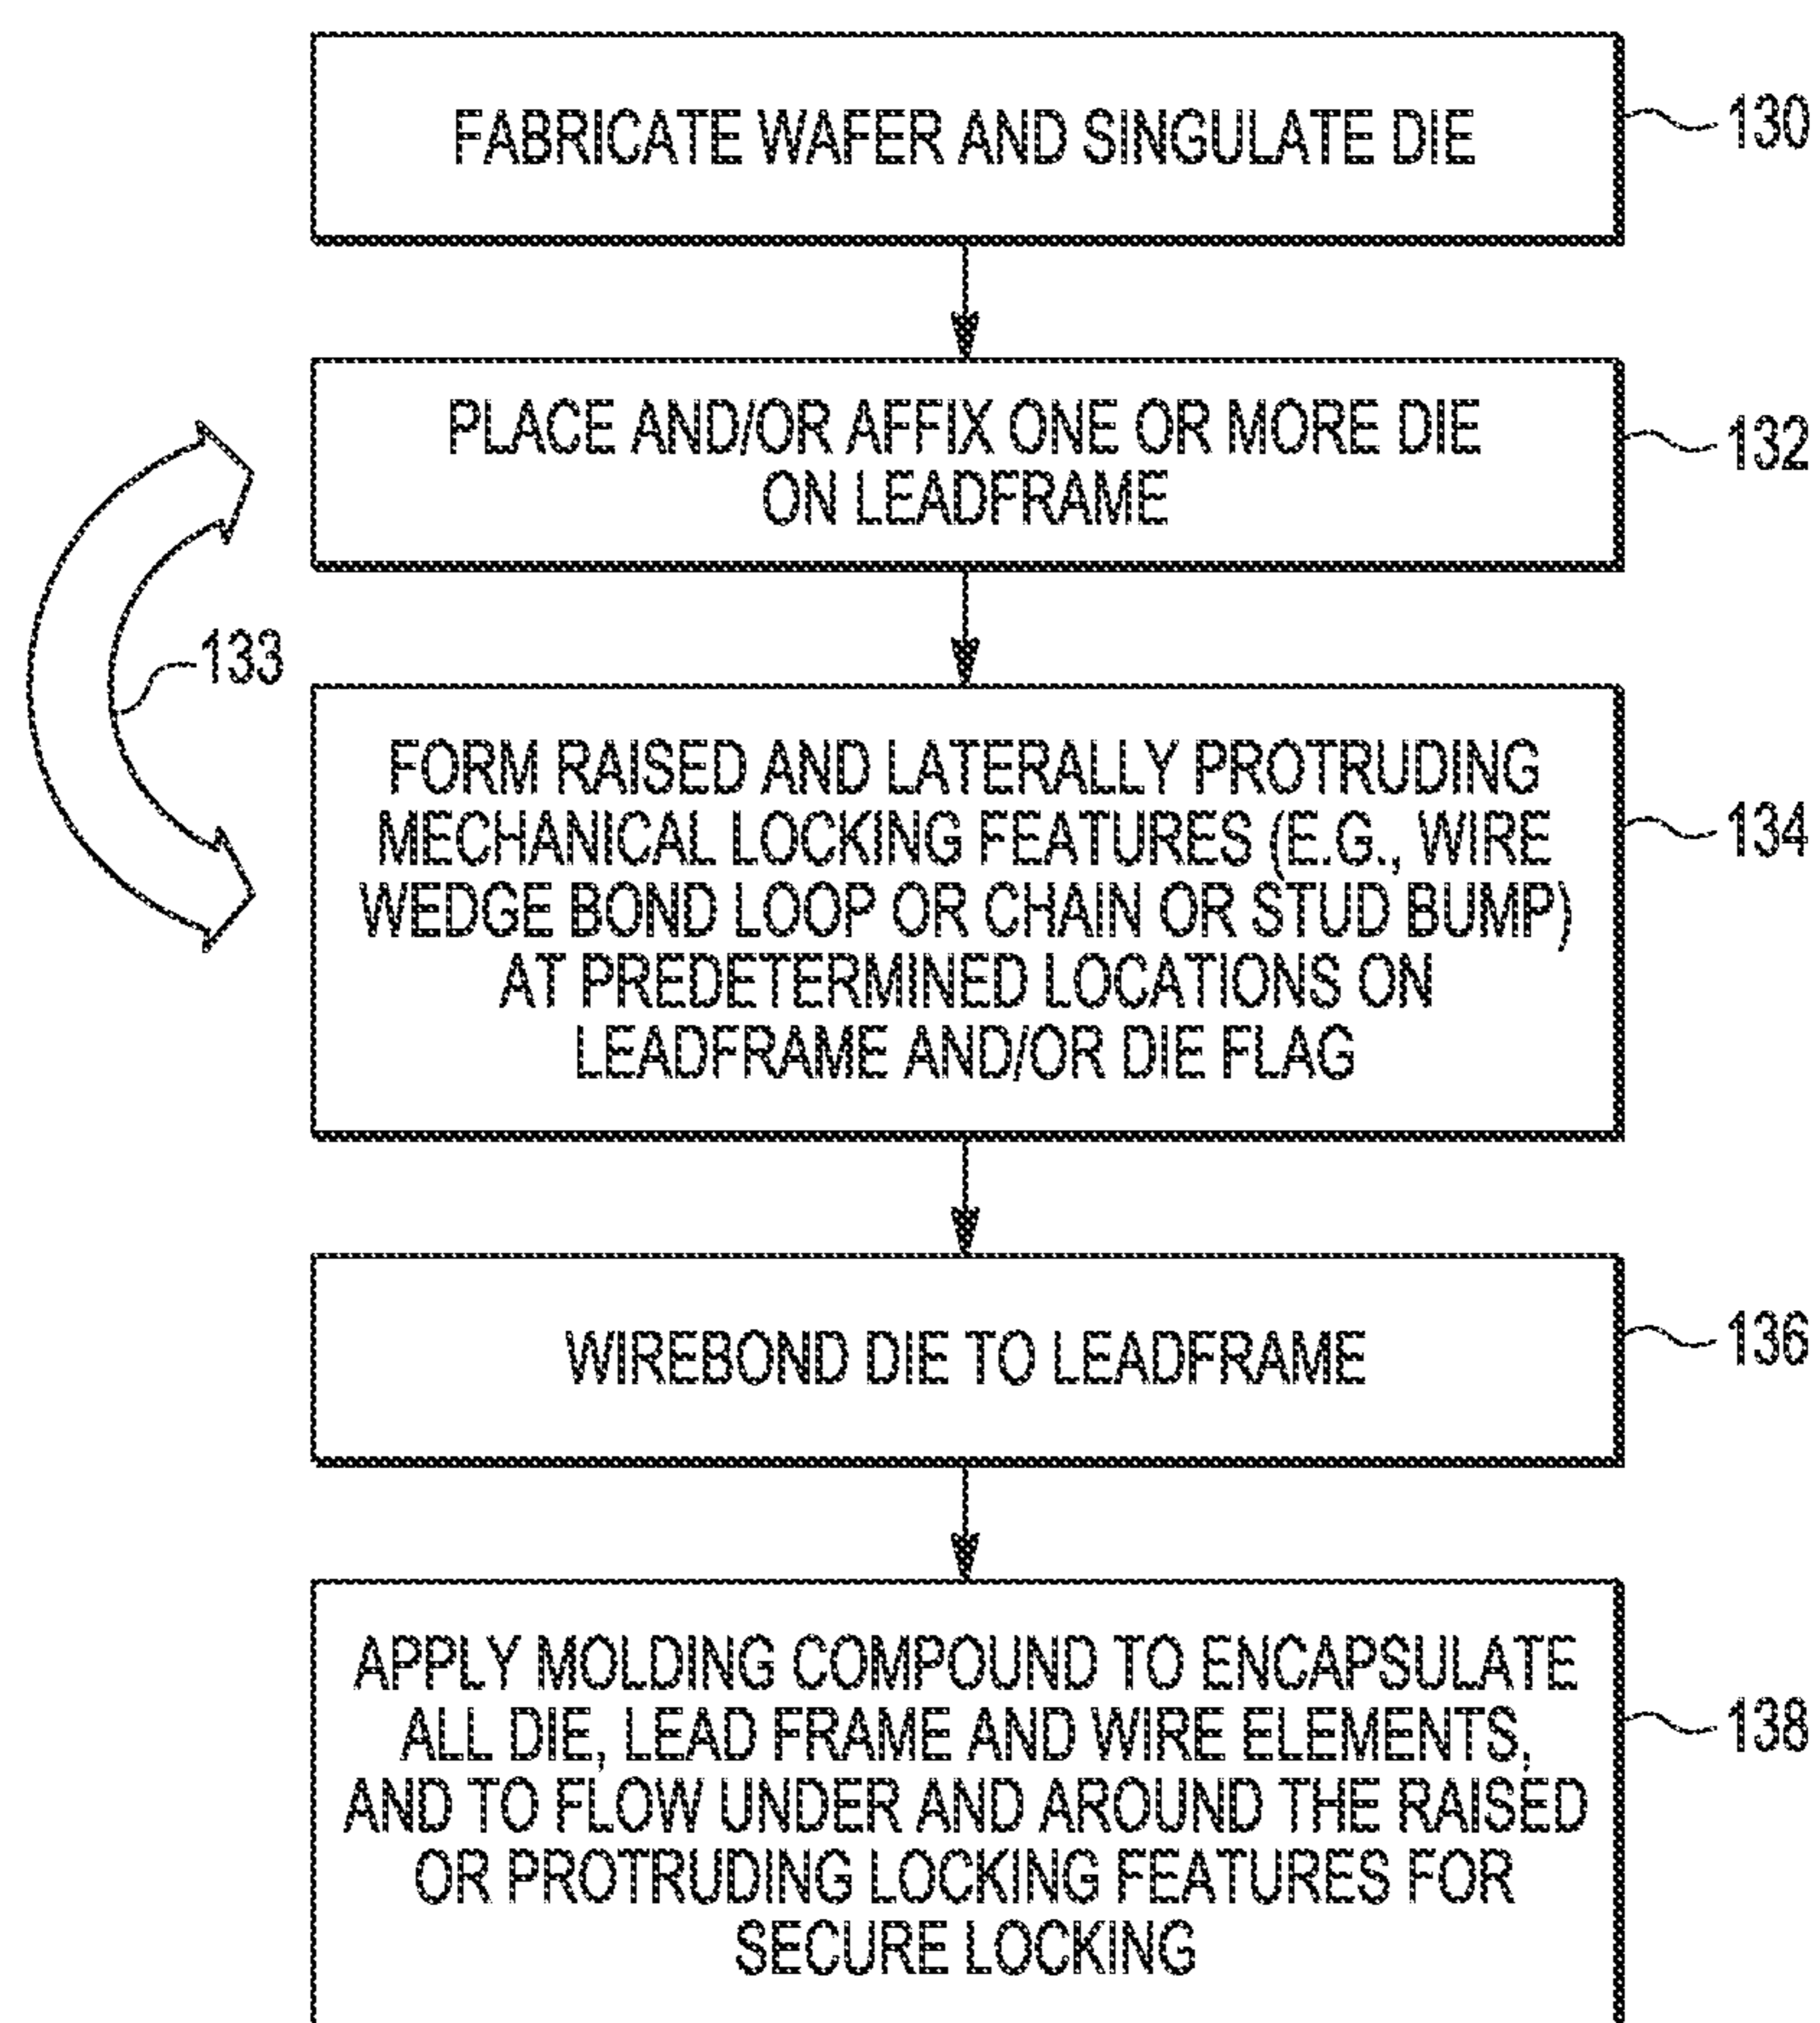 FABRICATE WAFER AND SINGULATE DIE
130
PLACE AND/OR AFFIX ONE OR MORE DIE
ON LEADFRAME
132
133
FORM RAISED AND LATERALLY PROTRUDING
MECHANICAL LOCKING FEATURES (E.G., WIRE
WEDGE BOND LOOP OR CHAIN OR STUD BUMP)
AT PREDETERMINED LOCATIONS ON
LEADFRAME AND/OR DIE FLAG
134
WIREBOND DIE TO LEADFRAME
136
APPLY MOLDING COMPOUND TO ENCAPSULATE
ALL DIE, LEAD FRAME AND WIRE ELEMENTS,
AND TO FLOW UNDER AND AROUND THE RAISED
OR PROTRUDING LOCKING FEATURES FOR
SECURE LOCKING
138